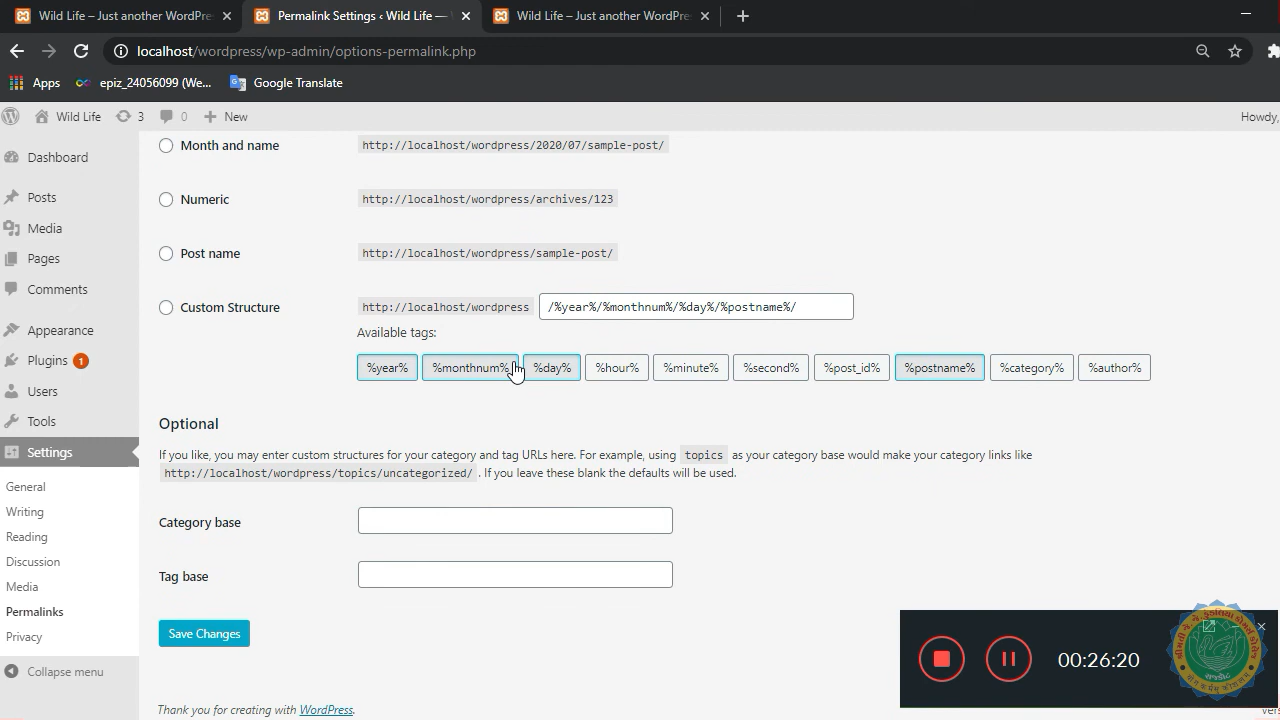 Wild Life – Just another WordPre
Permalink Settings ‹ Wild Life —
Wild Life – Just another WordPre
localhost/wordpress/wp-admin/options-permalink.php
Apps
epiz_24056099 (We...
Google Translate
Wild Life
3
0
New
Howdy,
Dashboard
Posts
Media
Pages
Comments
Appearance
Plugins 1
Users
Tools
Settings
General
Writing
Reading
Discussion
Media
Permalinks
Privacy
Collapse menu
Month and name http://localhost/wordpress/2020/07/sample-post/
Numeric http://localhost/wordpress/archives/123
Post name http://localhost/wordpress/sample-post/
Custom Structure http://localhost/wordpress /%year%/%monthnum%/%day%/%postname%/
Available tags:
%year% %monthnum% %day% %hour% %minute% %second% %post_id% %postname% %category% %author%
Optional
If you like, you may enter custom structures for your category and tag URLs here. For example, using topics as your category base would make your category links like
http://localhost/wordpress/topics/uncategorized/ . If you leave these blank the defaults will be used.
Category base
Tag base
Save Changes
Thank you for creating with WordPress.
00:26:20